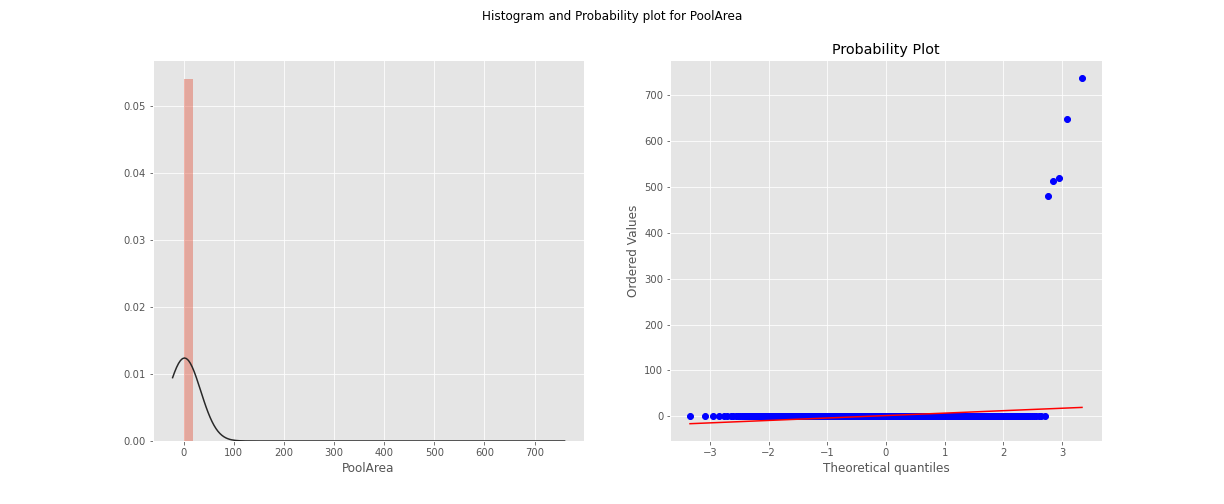 Histogram and Probability plot for PoolArea
0.05
0.04
0.03
0.02
0.01
0.00
0 100 200 300 400 500 600 700
PoolArea
Probability Plot
Ordered Values
700
600
500
400
300
200
100
0
−3 −2 −1 0 1 2 3
Theoretical quantiles